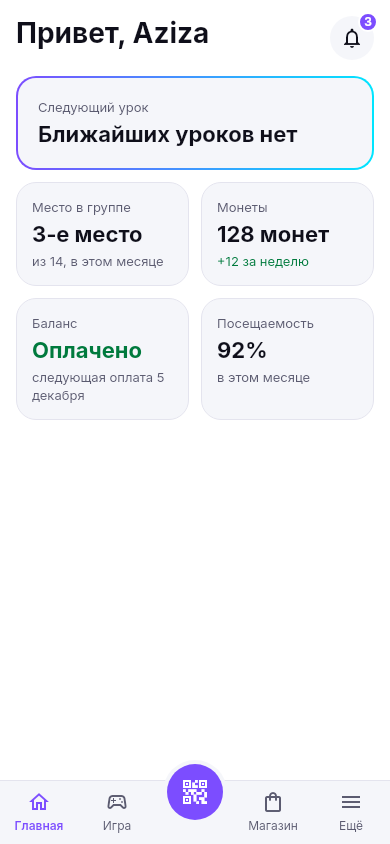 Привет, Aziza
3
Следующий урок
Ближайших уроков нет
Место в группе
3-е место
из 14, в этом месяце
Монеты
128 монет
+12 за неделю
Баланс
Оплачено
следующая оплата 5
декабря
Посещаемость
92%
в этом месяце
Главная
Игра
Магазин
Ещё